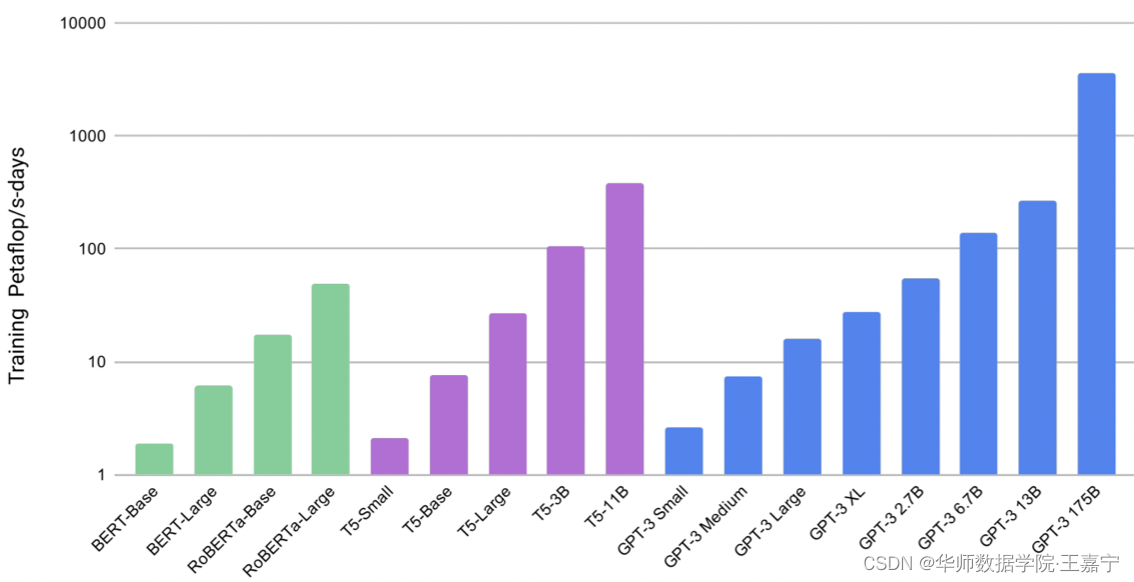 10000
1000
100
10
1
Training Petaflop/s-days
BERT-Base
BERT-Large
RoBERTa-Base
RoBERTa-Large
T5-Small
T5-Base
T5-Large
T5-3B
T5-11B
GPT-3 Small
GPT-3 Medium
GPT-3 Large
GPT-3 XL
GPT-3 2.7B
GPT-3 6.7B
GPT-3 13B
GPT-3 175B
CSDN @华师数据学院·王嘉宁